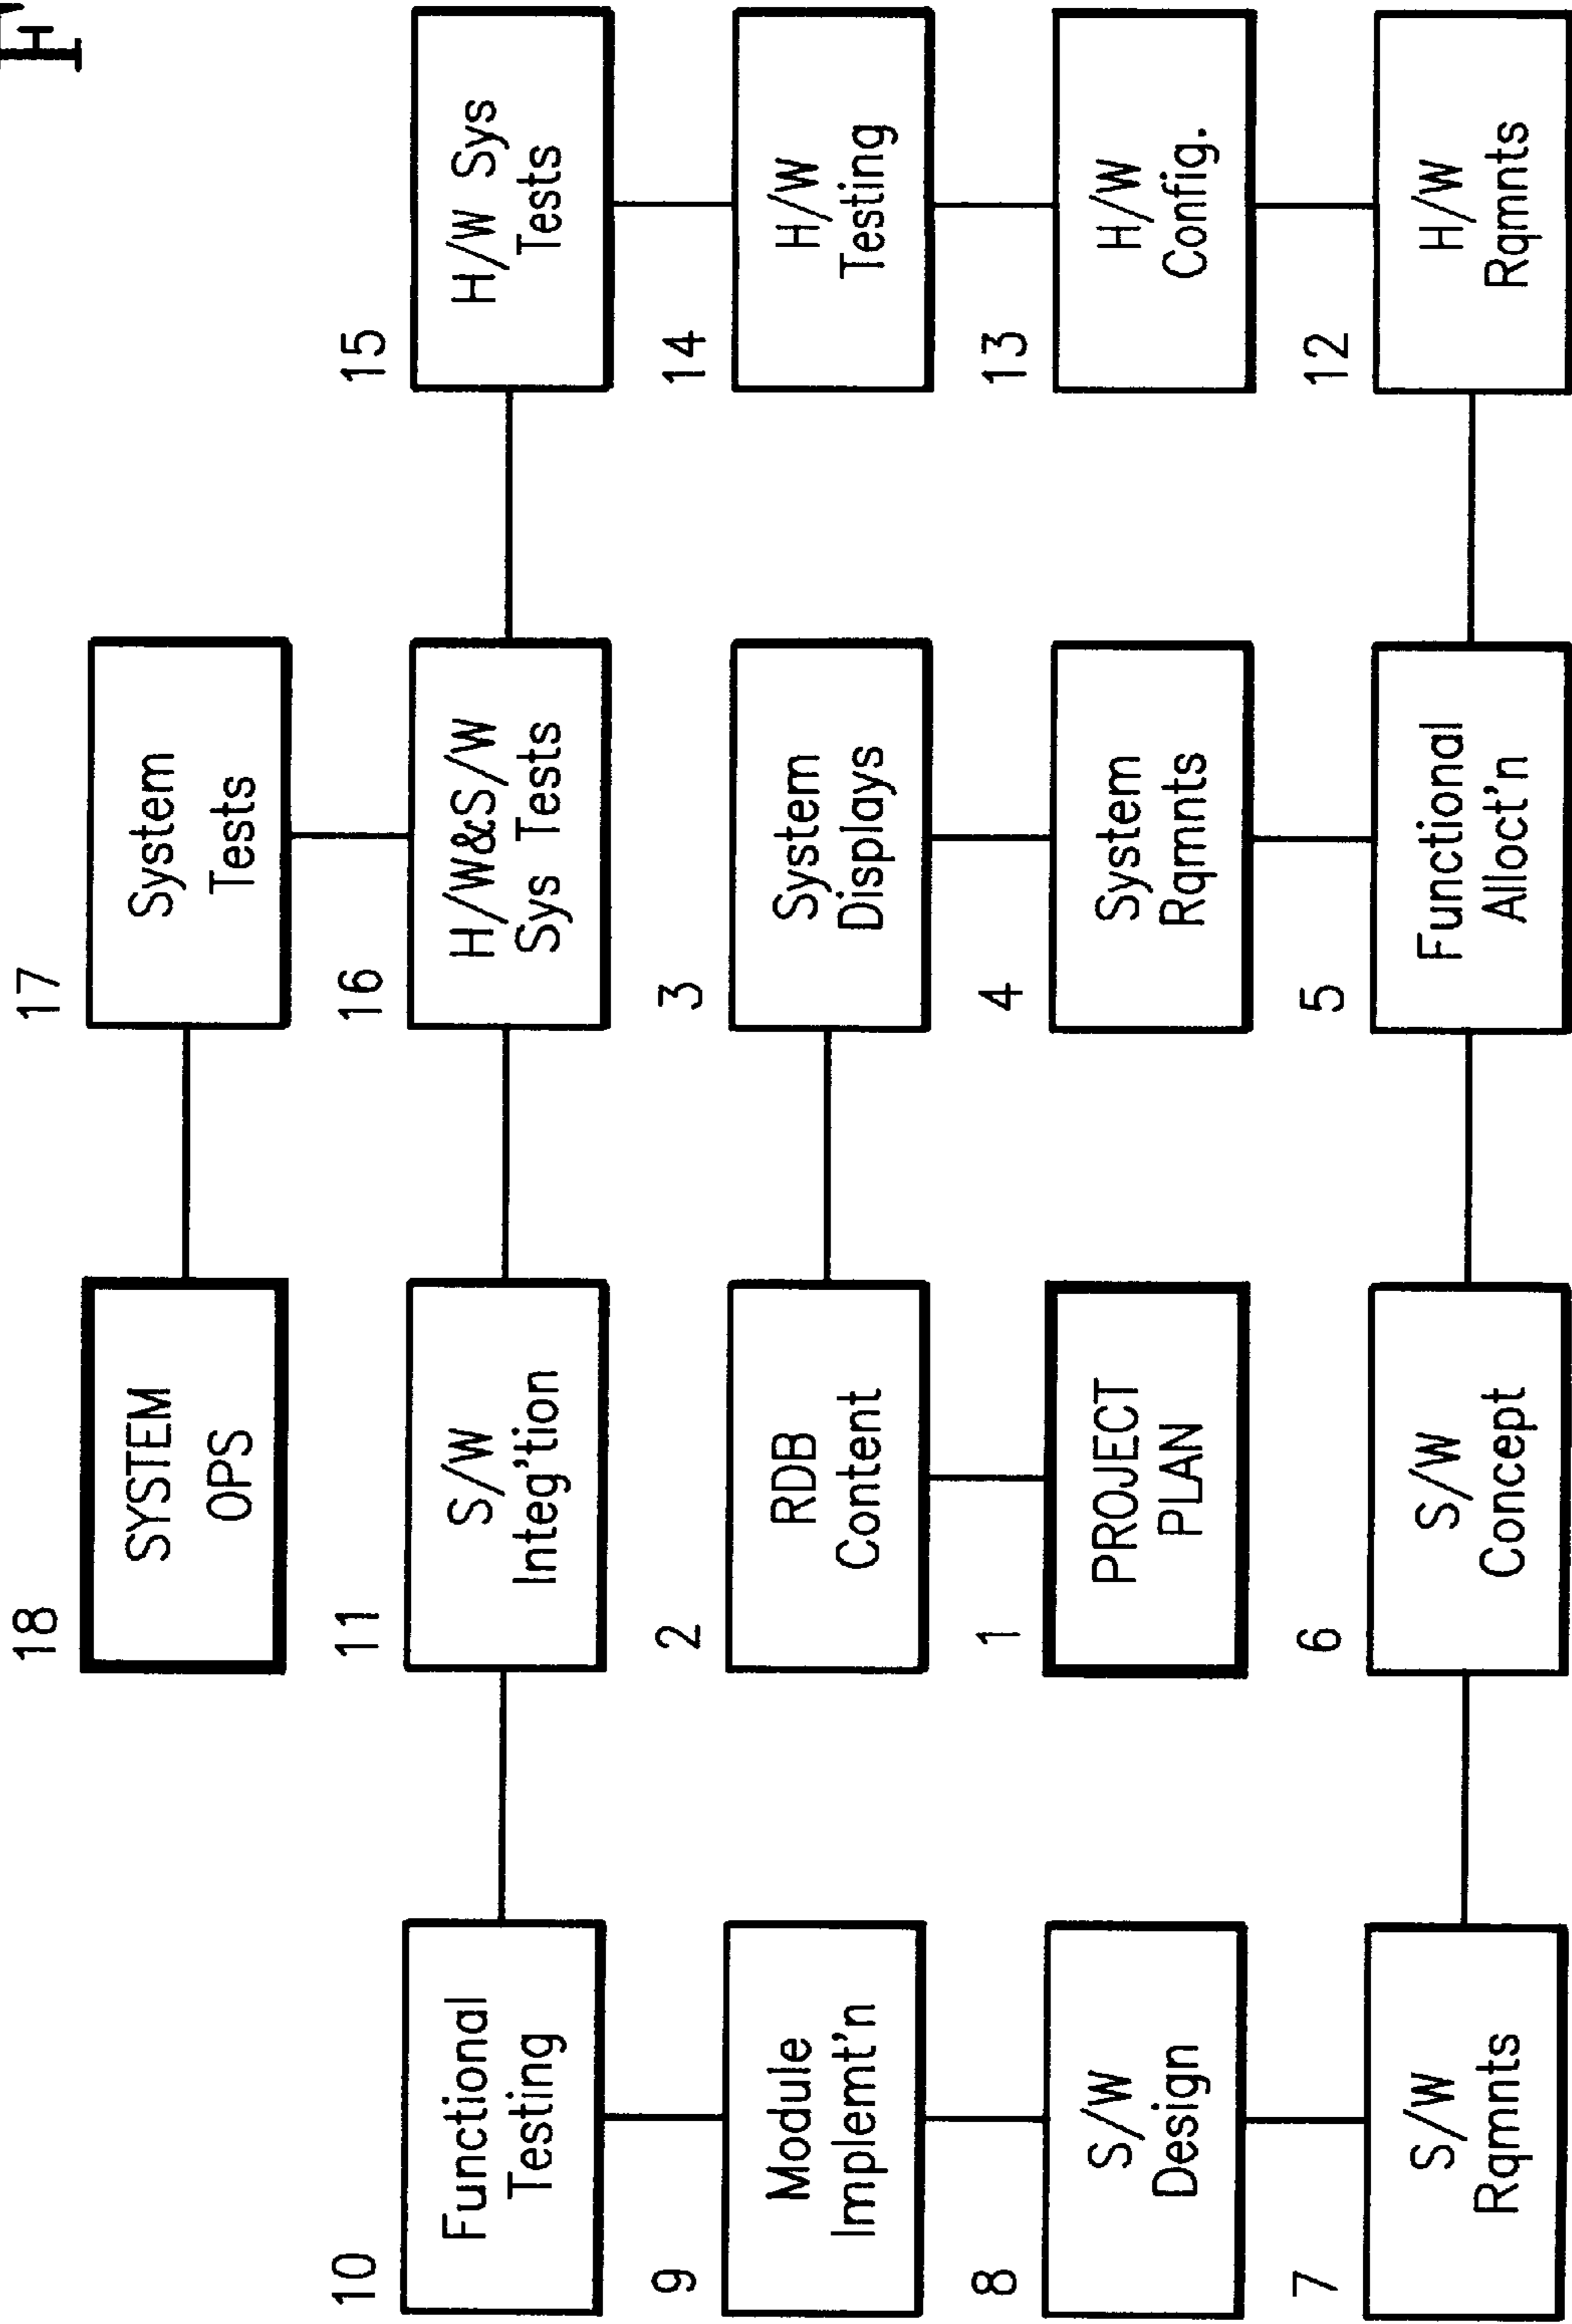 18
SYSTEM
OPS
17
System
Tests
10
Functional
Testing
11
S/W
Integ'tion
16
H/W&S/W
Sys Tests
15
H/W Sys
Tests
9
Module
Implemt'n
2
RDB
Content
3
System
Displays
14
H/W
Testing
8
S/W
Design
1
PROJECT
PLAN
4
System
Rqmnts
13
H/W
Config.
7
S/W
Rqmnts
6
S/W
Concept
5
Functional
Alloct'n
12
H/W
Rqmnts